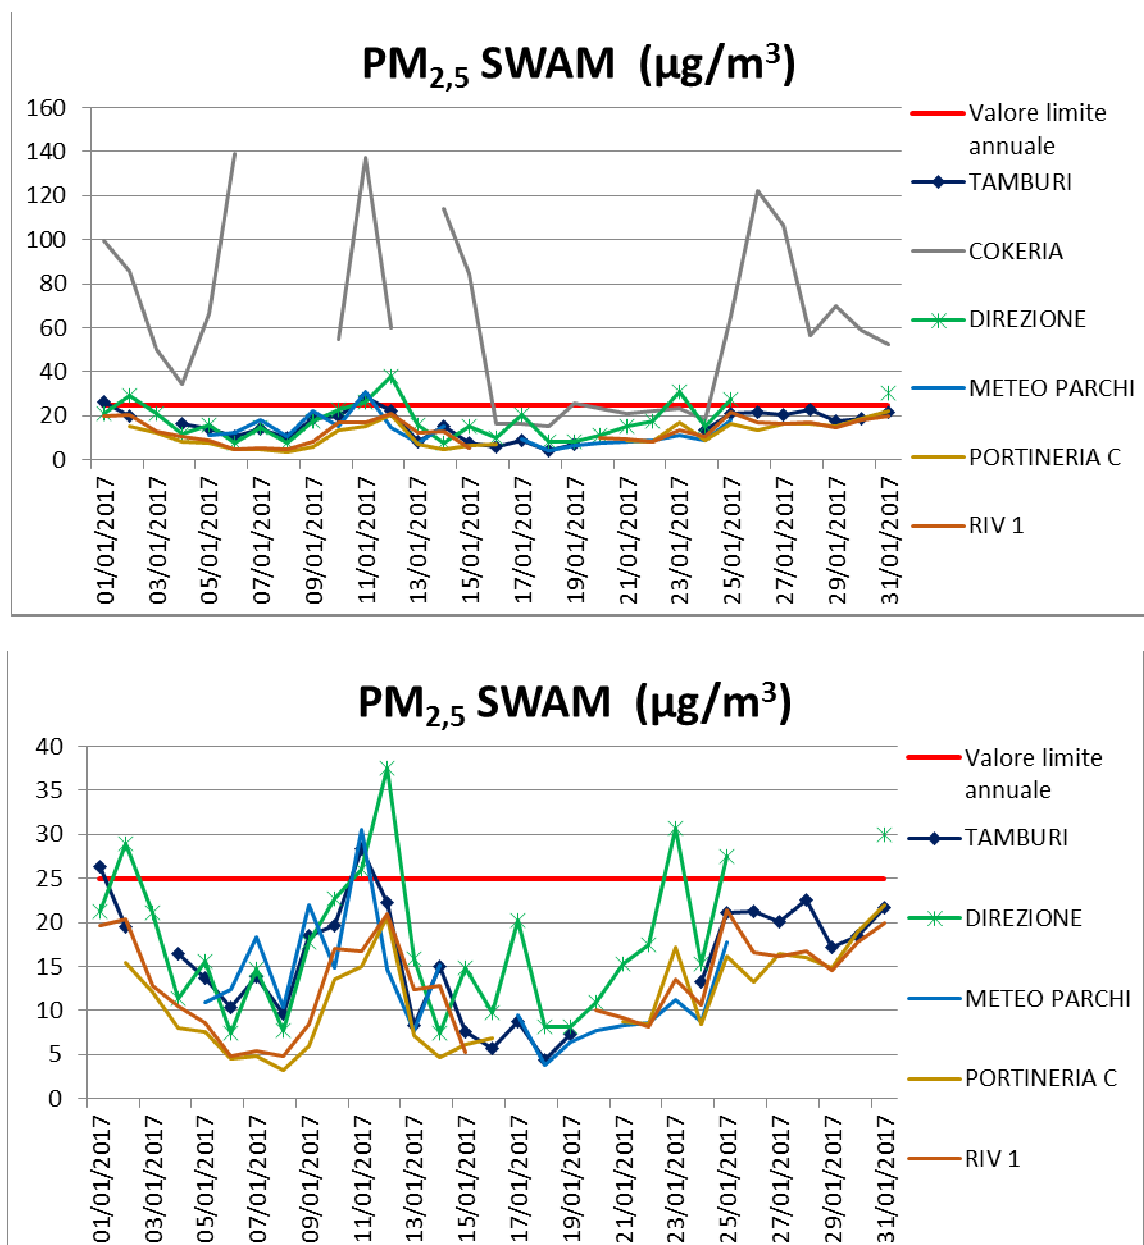 PM2,5 SWAM (µg/m³)
160
140
120
100
80
60
40
20
0
01/01/2017
03/01/2017
05/01/2017
07/01/2017
09/01/2017
11/01/2017
13/01/2017
15/01/2017
17/01/2017
19/01/2017
21/01/2017
23/01/2017
25/01/2017
27/01/2017
29/01/2017
31/01/2017
Valore limite
annuale
TAMBURI
COKERIA
DIREZIONE
METEO PARCHI
PORTINERIA C
RIV 1
PM2,5 SWAM (µg/m³)
40
35
30
25
20
15
10
5
0
01/01/2017
03/01/2017
05/01/2017
07/01/2017
09/01/2017
11/01/2017
13/01/2017
15/01/2017
17/01/2017
19/01/2017
21/01/2017
23/01/2017
25/01/2017
27/01/2017
29/01/2017
31/01/2017
Valore limite
annuale
TAMBURI
DIREZIONE
METEO PARCHI
PORTINERIA C
RIV 1